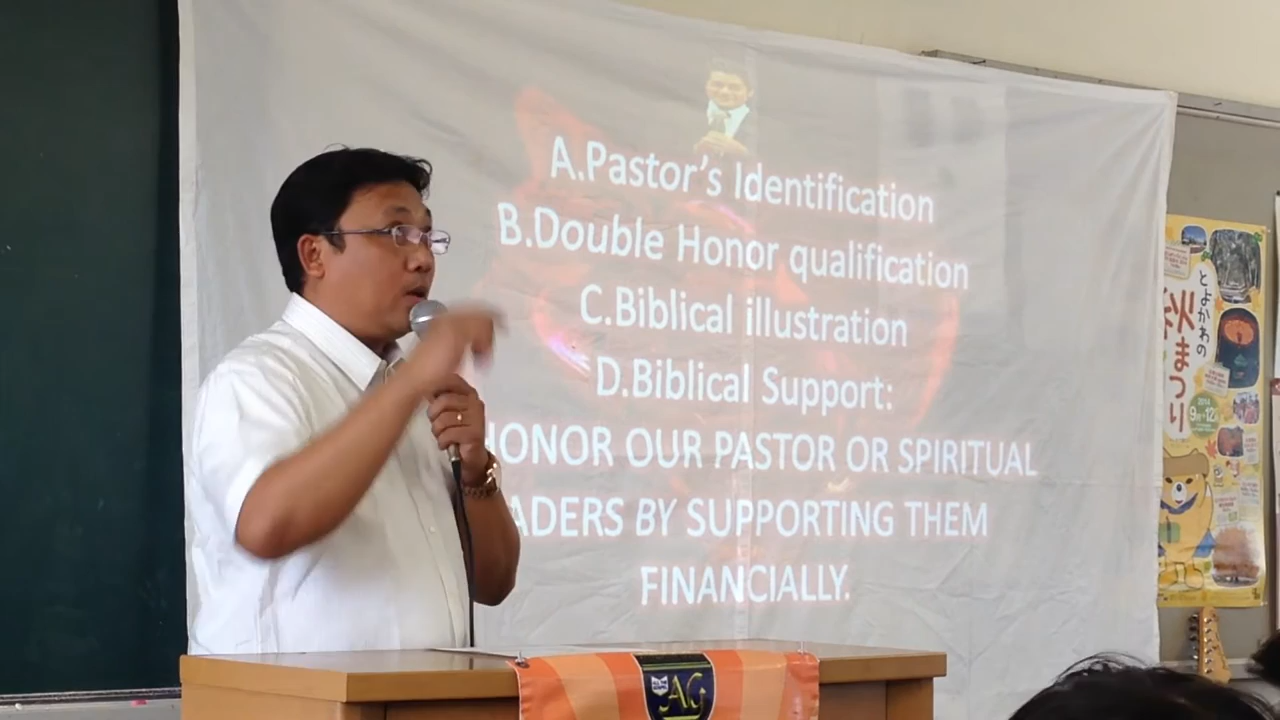 A.Pastor's Identification
B.Double Honor qualification
C.Biblical illustration
D.Biblical Support:
HONOR OUR PASTOR OR SPIRITUAL
ADERS BY SUPPORTING THEM
FINANCIALLY.
とよかわの
秋まつり
2014
AG